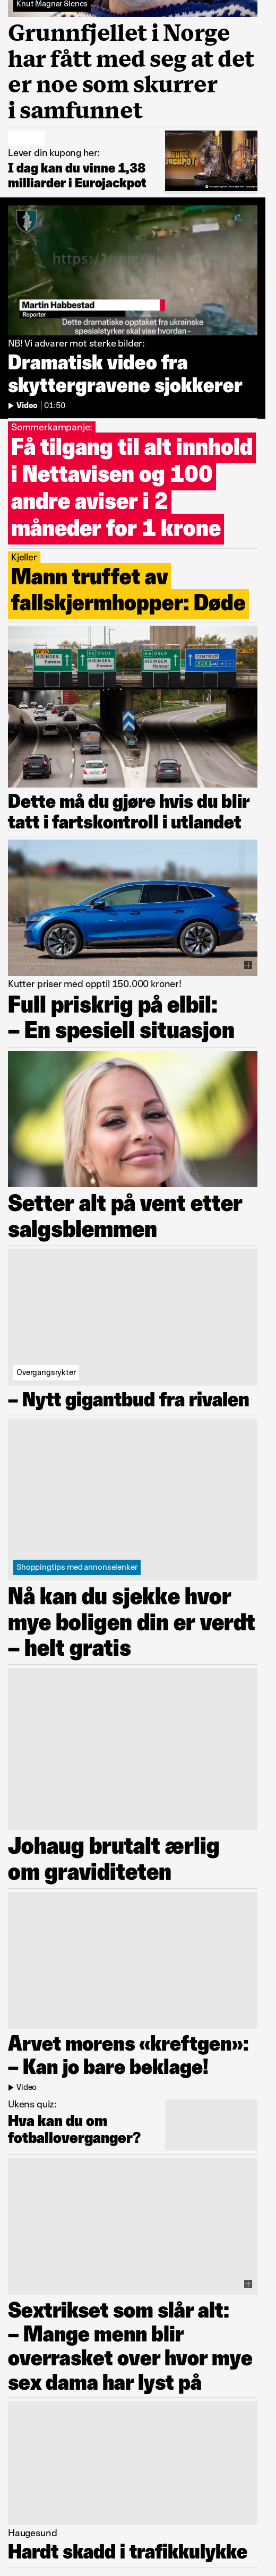 Knut Magnar Slenes
Grunnfjellet i Norge
har fått med seg at det
er noe som skurrer
i samfunnet
Lever din kupong her:
I dag kan du vinne 1,38
milliarder i Eurojackpot
EURO
JACKPOT
https://
Martin Habbestad
Reporter
Dette dramatiske opptaket fra ukrainske
spesialstyrker skal vise hvordan -
NB! Vi advarer mot sterke bilder:
Dramatisk video fra
skyttergravene sjokkerer
Video | 01:50
Sommerkampanje:
Få tilgang til alt innhold
i Nettavisen og 100
andre aviser i 2
måneder for 1 krone
Kjeller
Mann truffet av
fallskjermhopper: Døde
E6 OSLO
HISINGEN
E6 OSLO
HISINGEN
CENTRUM
E45
Dette må du gjøre hvis du blir
tatt i fartskontroll i utlandet
Kutter priser med opptil 150.000 kroner!
Full priskrig på elbil:
– En spesiell situasjon
Setter alt på vent etter
salgsblemmen
Overgangsrykter
– Nytt gigantbud fra rivalen
Shoppingtips med annonselenker
Nå kan du sjekke hvor
mye boligen din er verdt
– helt gratis
Johaug brutalt ærlig
om graviditeten
Arvet morens «kreftgen»:
– Kan jo bare beklage!
Video
Ukens quiz:
Hva kan du om
fotballoverganger?
Sextrikset som slår alt:
– Mange menn blir
overrasket over hvor mye
sex dama har lyst på
Haugesund
Hardt skadd i trafikkulykke